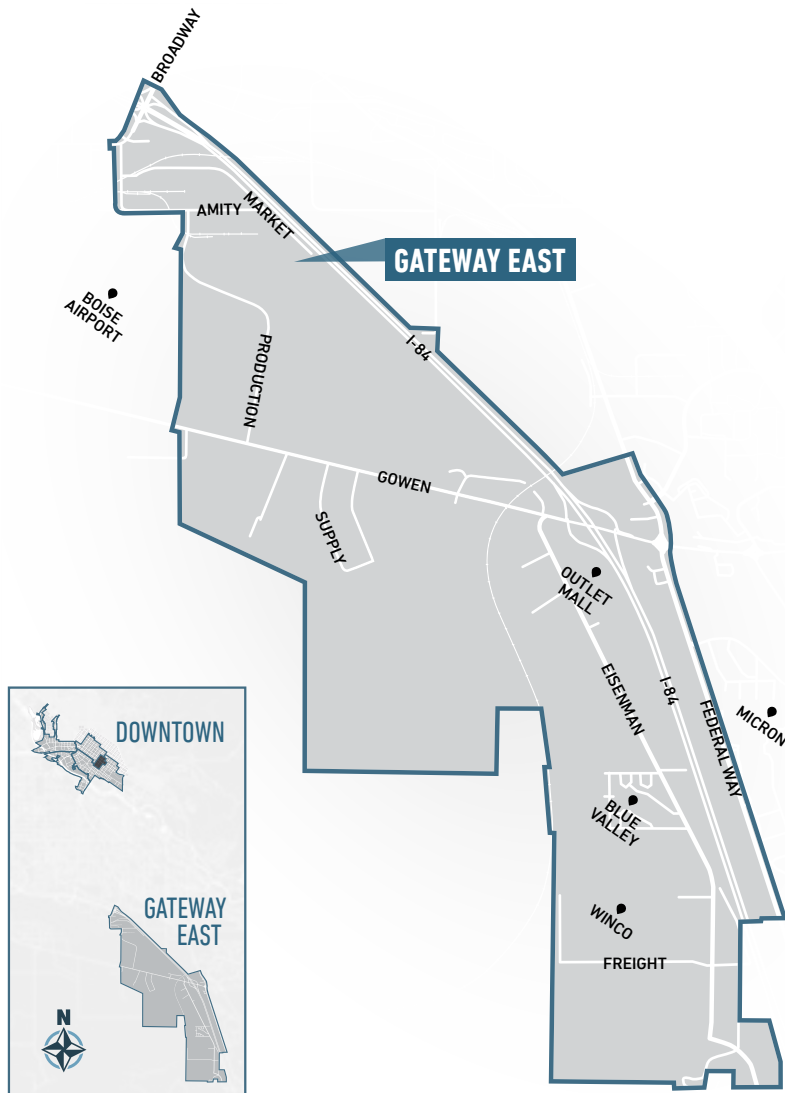 BROADWAY
AMITY
MARKET
GATEWAY EAST
BOISE
AIRPORT
I-84
PRODUCTION
GOWEN
SUPPLY
OUTLET
MALL
EISENMAN
I-84
FEDERAL WAY
MICRON
BLUE
VALLEY
WINCO
FREIGHT
DOWNTOWN
GATEWAY
EAST
N